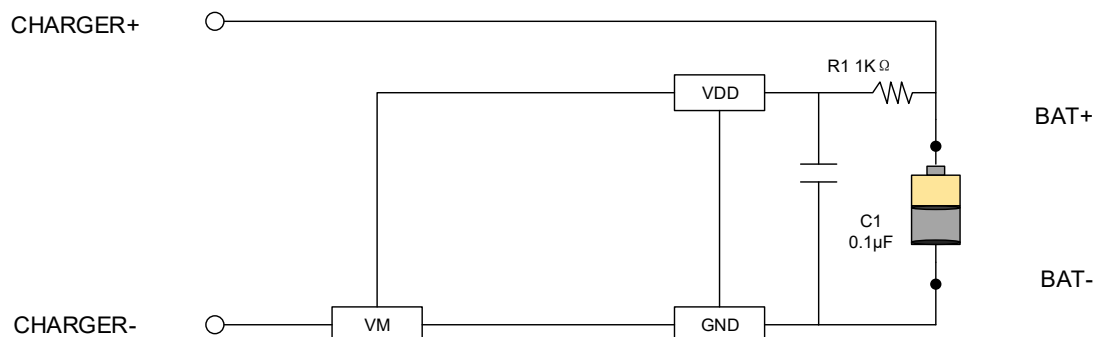 CHARGER+
R1 1KΩ
VDD
BAT+
C1
0.1µF
BAT-
CHARGER-
VM
GND